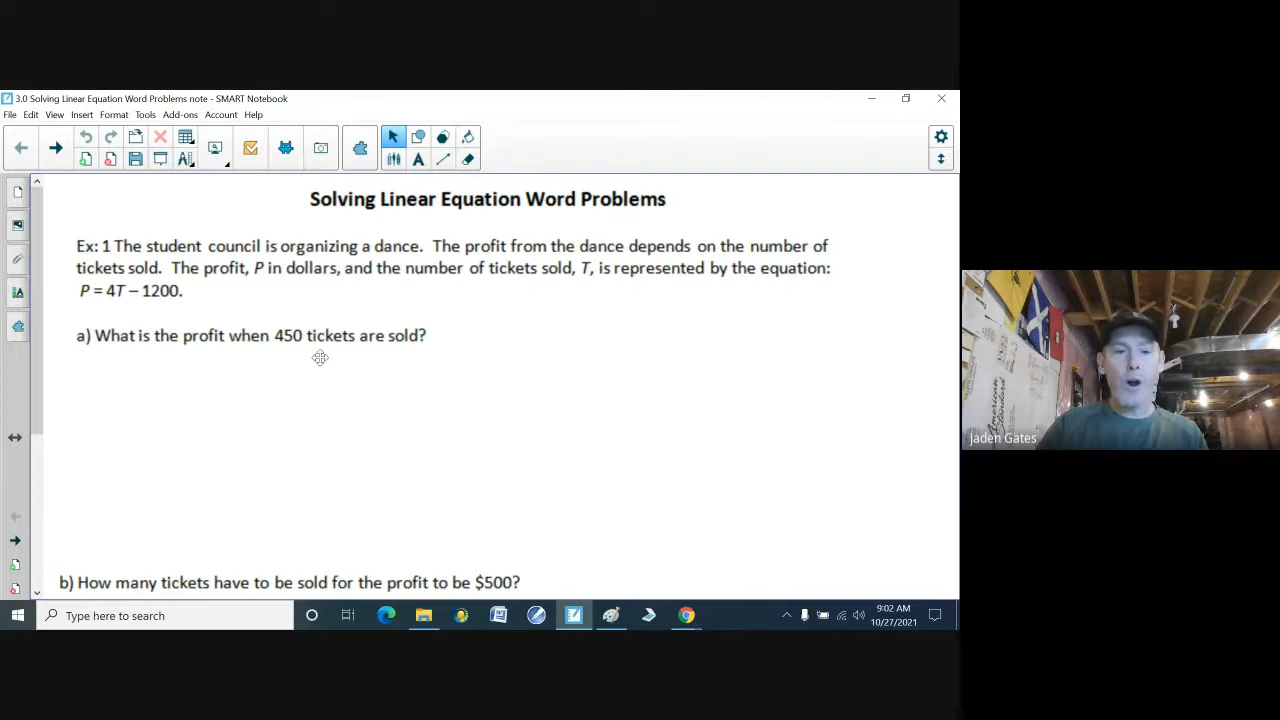 3.0 Solving Linear Equation Word Problems note - SMART Notebook
File Edit View Insert Format Tools Add-ons Account Help
Solving Linear Equation Word Problems
Ex: 1 The student council is organizing a dance. The profit from the dance depends on the number of
tickets sold. The profit, P in dollars, and the number of tickets sold, T, is represented by the equation:
P = 4T – 1200.
a) What is the profit when 450 tickets are sold?
b) How many tickets have to be sold for the profit to be $500?
American
Standard
Jaden Gates
Type here to search
9:02 AM
10/27/2021